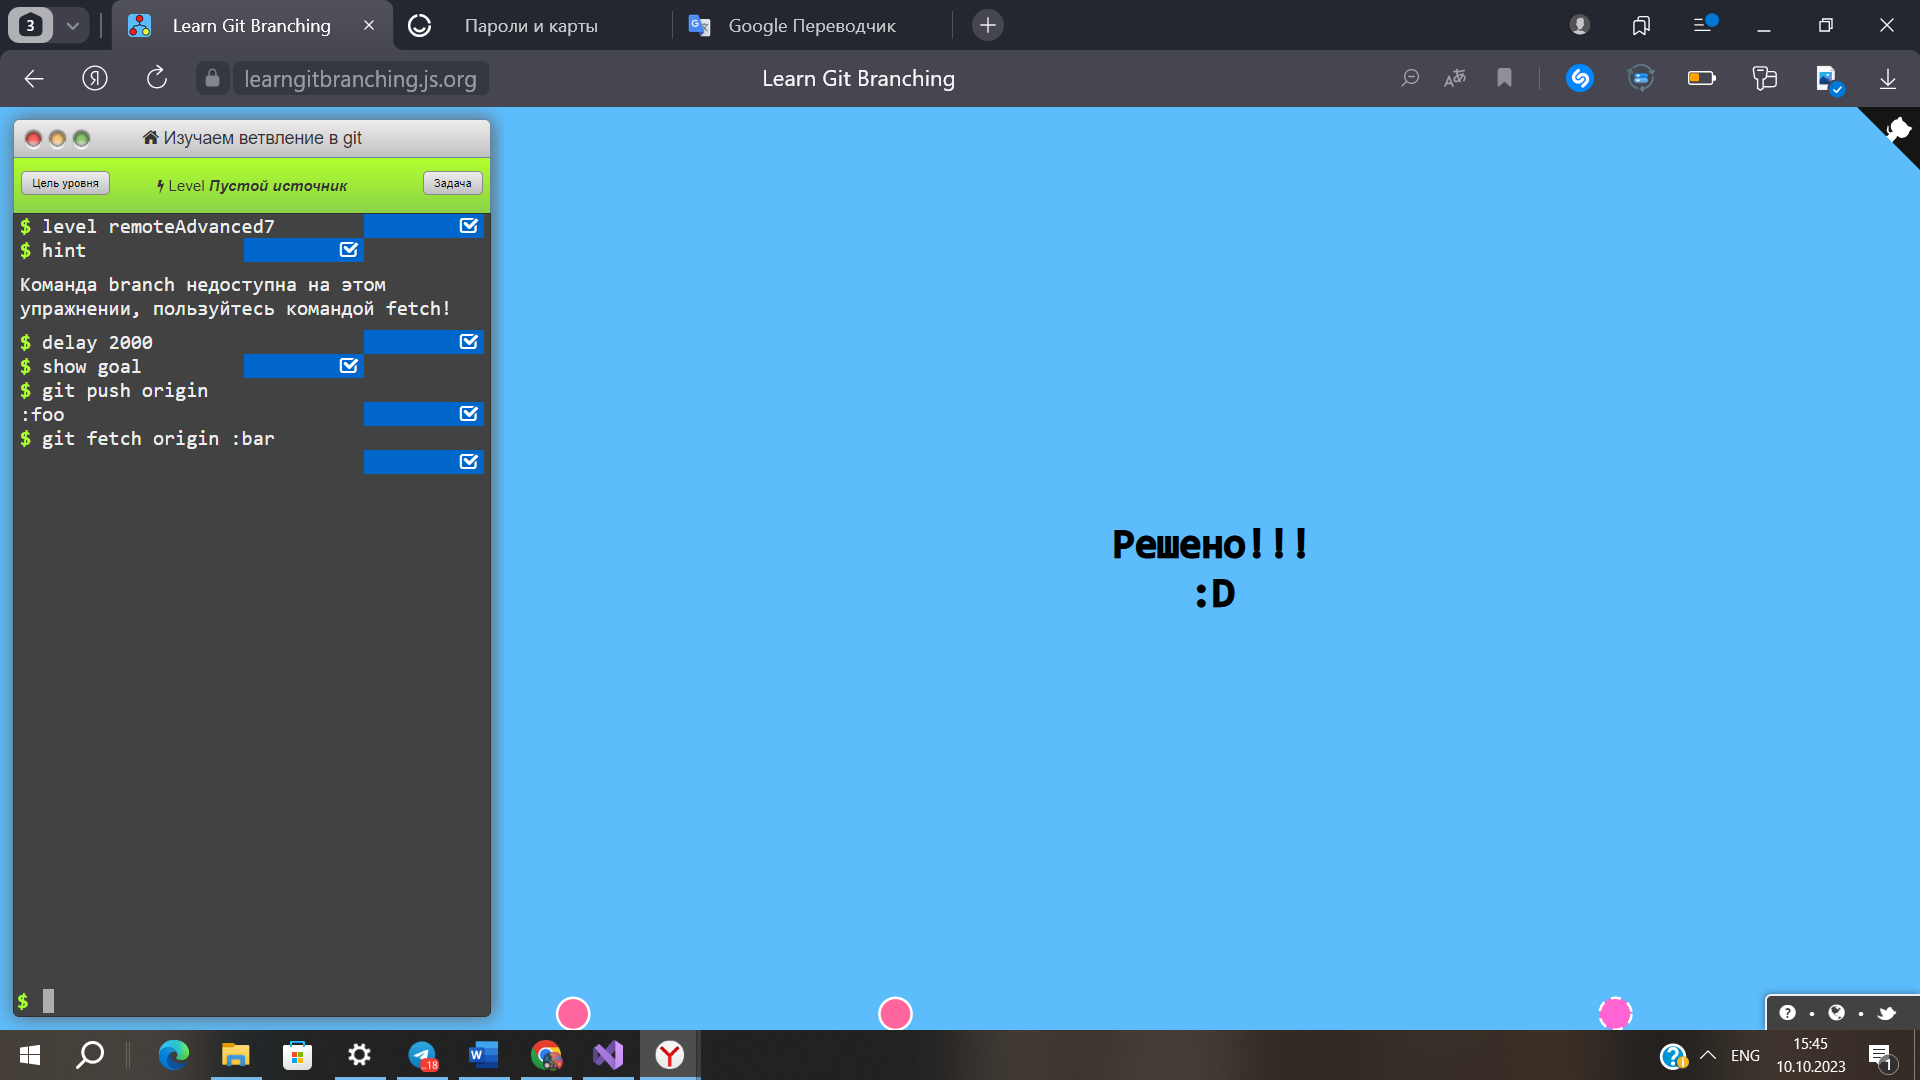 3
Learn Git Branching
Пароли и карты
Google Переводчик
Я
learngitbranching.js.org
Learn Git Branching
Изучаем ветвление в git
Цель уровня
Level Пустой источник
Задача
$ level remoteAdvanced7
$ hint
Команда branch недоступна на этом
упражнении, пользуйтесь командой fetch!
$ delay 2000
$ show goal
$ git push origin
:foo
$ git fetch origin :bar
Решено!!!
:D
$
..18
ENG
15:45
10.10.2023
1